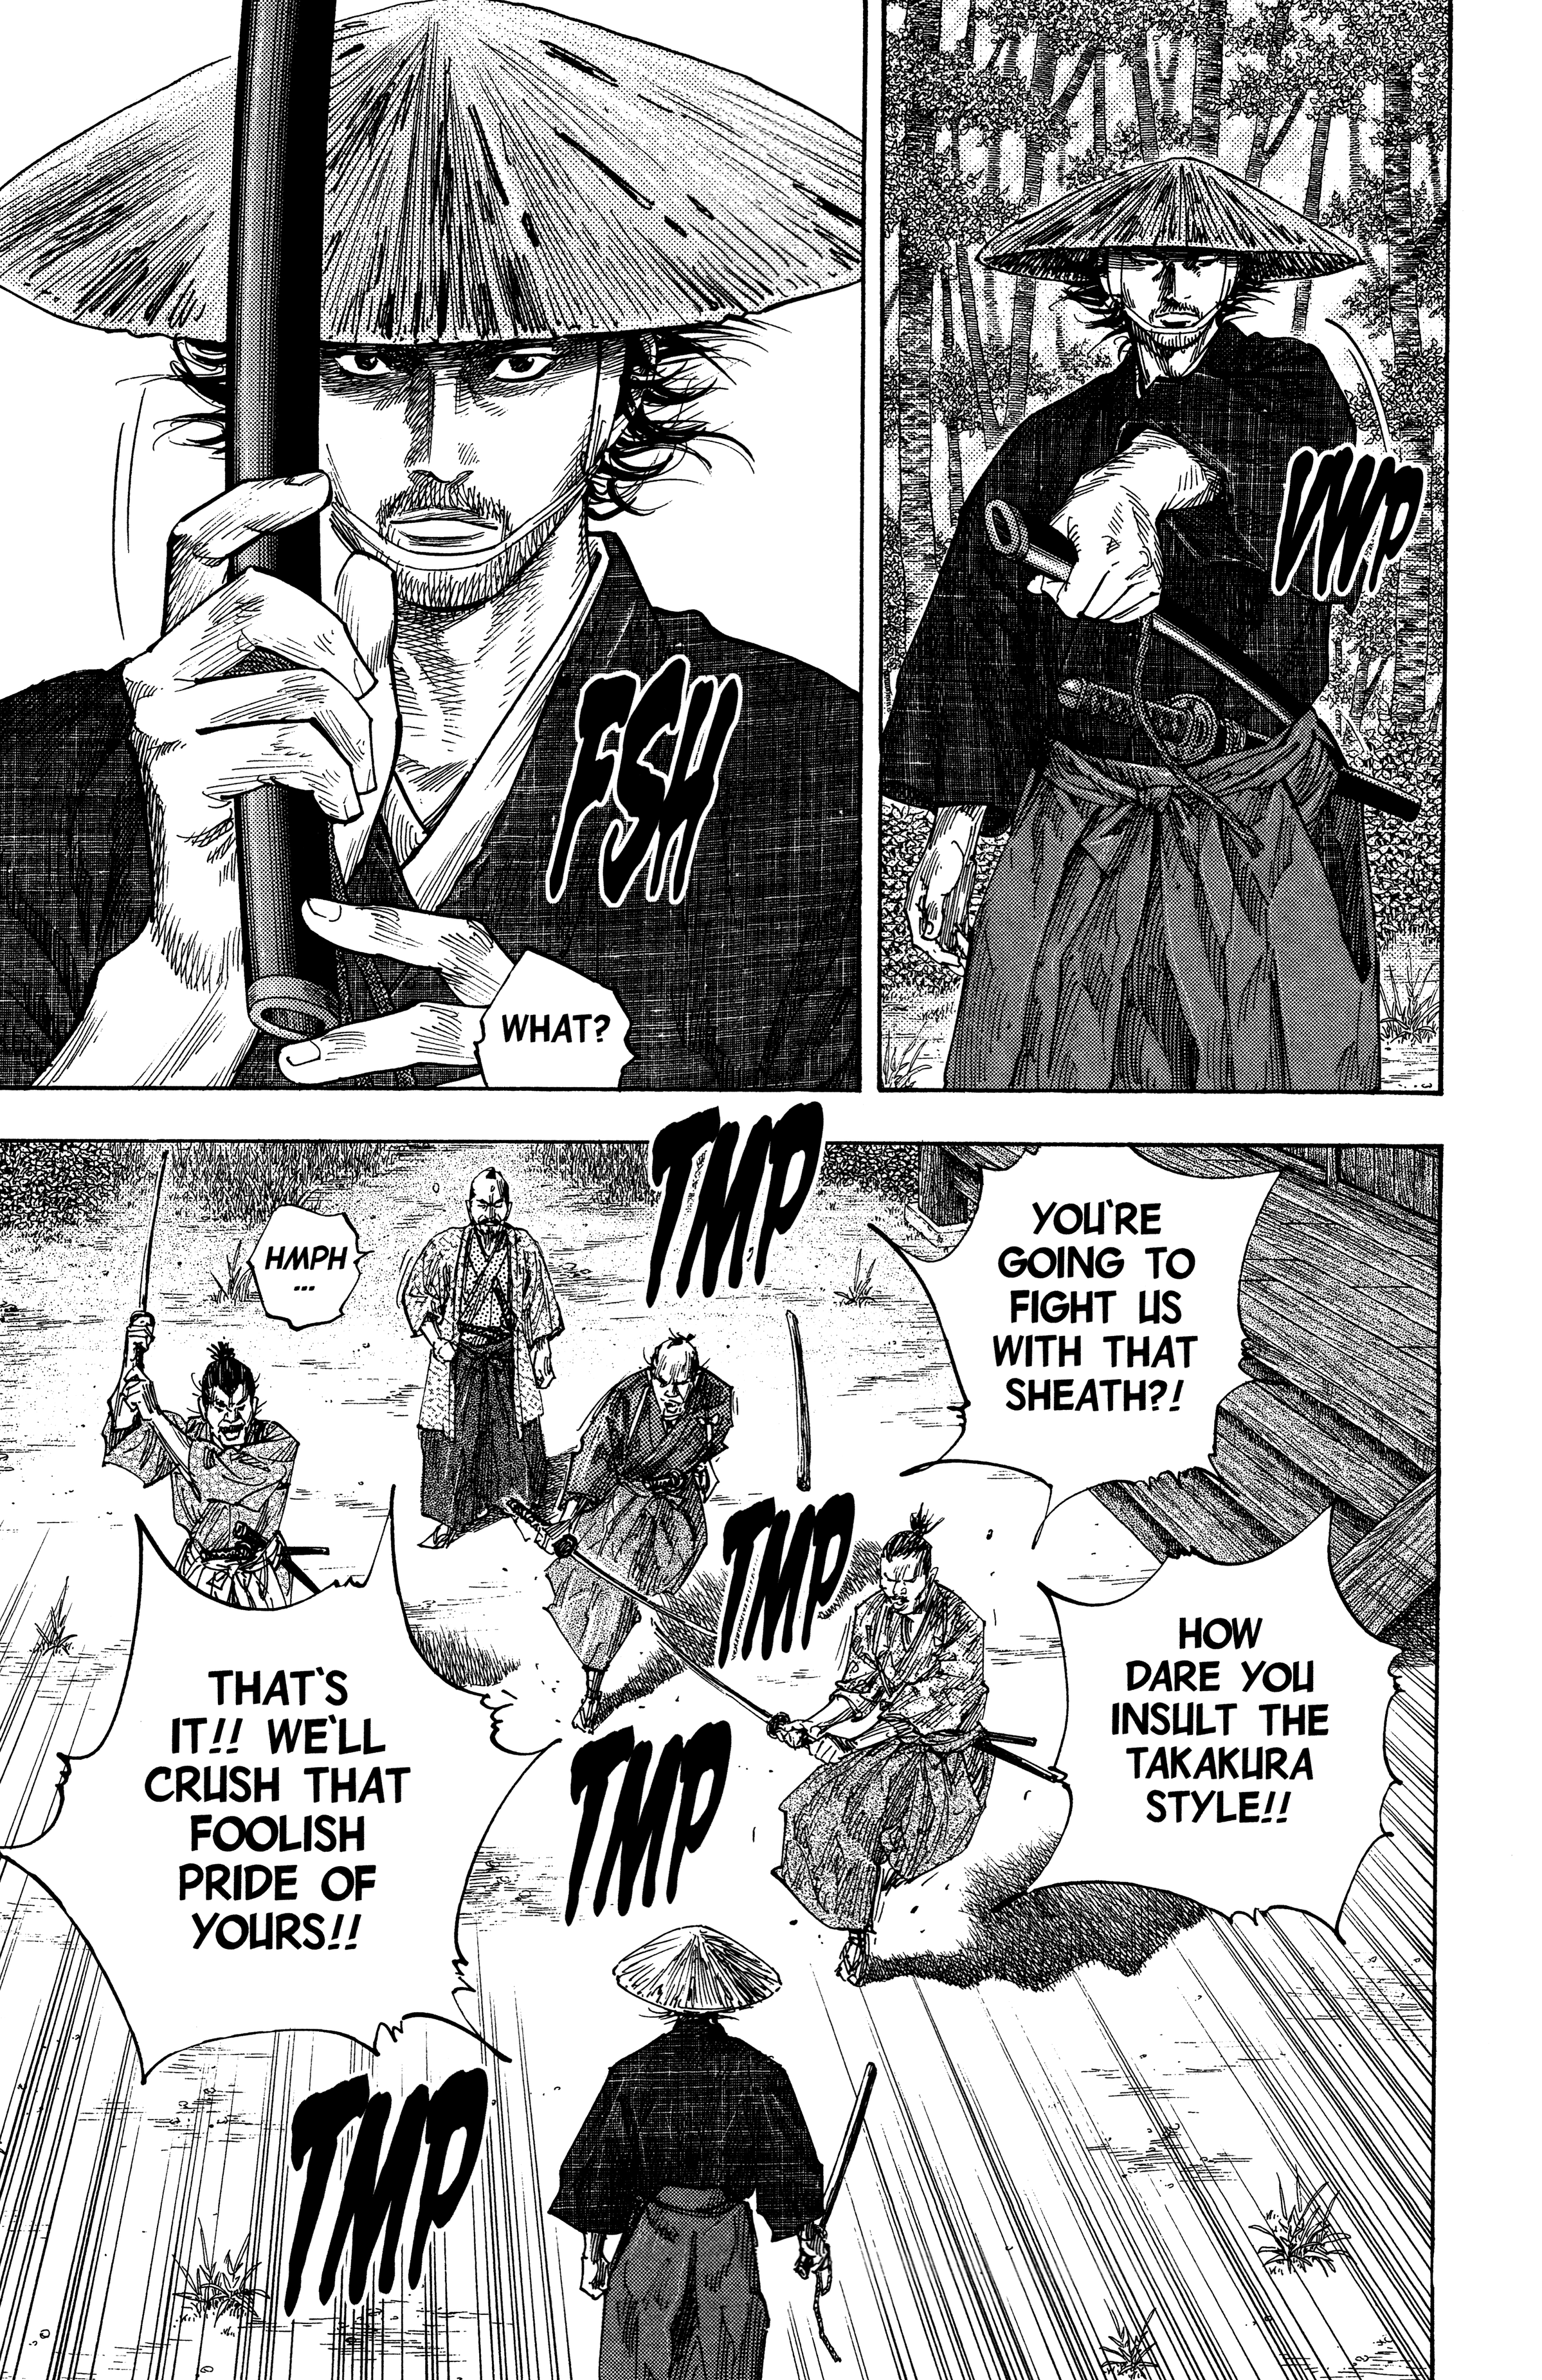 VWP
FSH
WHAT?
YOU'RE
GOING TO
FIGHT US
WITH THAT
SHEATH?!
HOW
DARE YOU
INSULT THE
TAKAKURA
STYLE!!
TMP
HMPH
...
TMP
TMP
THAT'S
IT!! WE'LL
CRUSH THAT
FOOLISH
PRIDE OF
YOURS!!
TMP